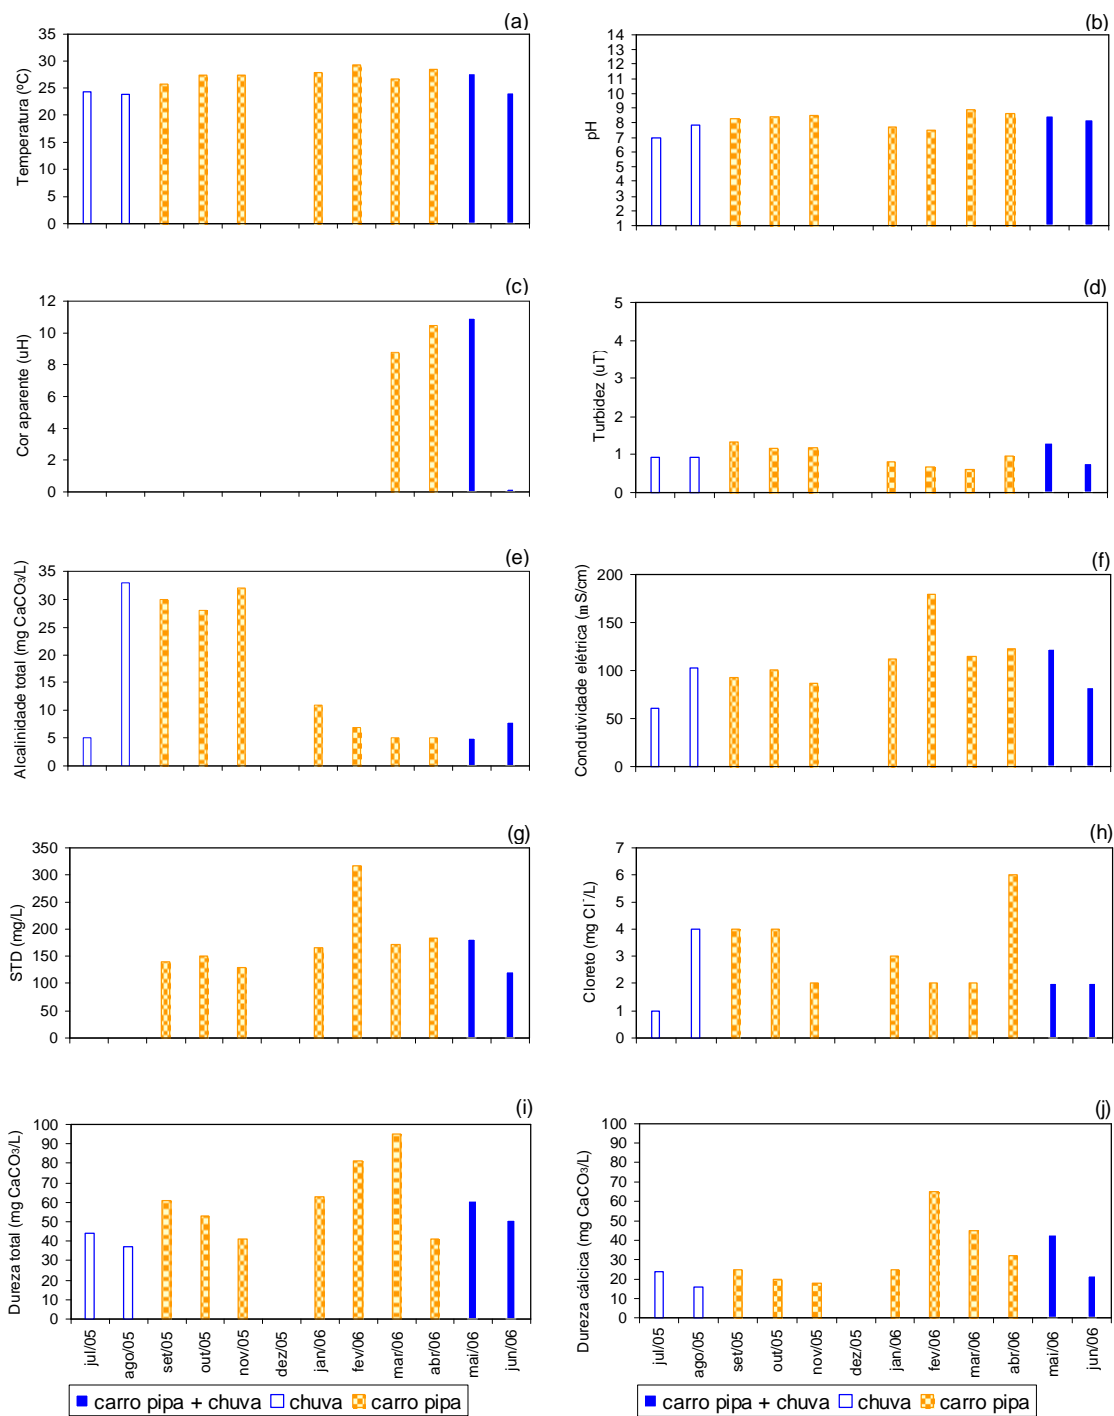 (a)
Temperatura (ºC)
35
30
25
20
15
10
5
0
(b)
pH
14
13
12
11
10
9
8
7
6
5
4
3
2
1
(c)
Cor aparente (uH)
12
10
8
6
4
2
0
(d)
Turbidez (uT)
5
4
3
2
1
0
(e)
Alcalinidade total (mg CaCO3/L)
35
30
25
20
15
10
5
0
(f)
Condutividade elétrica (mS/cm)
200
150
100
50
0
(g)
STD (mg/L)
350
300
250
200
150
100
50
0
(h)
Cloreto (mg Cl-/L)
7
6
5
4
3
2
1
0
(i)
Dureza total (mg CaCO3/L)
100
90
80
70
60
50
40
30
20
10
0
jul/05
ago/05
set/05
out/05
nov/05
dez/05
jan/06
fev/06
mar/06
abr/06
mai/06
jun/06
(j)
Dureza cálcica (mg CaCO3/L)
100
90
80
70
60
50
40
30
20
10
0
jul/05
ago/05
set/05
out/05
nov/05
dez/05
jan/06
fev/06
mar/06
abr/06
mai/06
jun/06
carro pipa + chuva chuva carro pipa
carro pipa + chuva chuva carro pipa